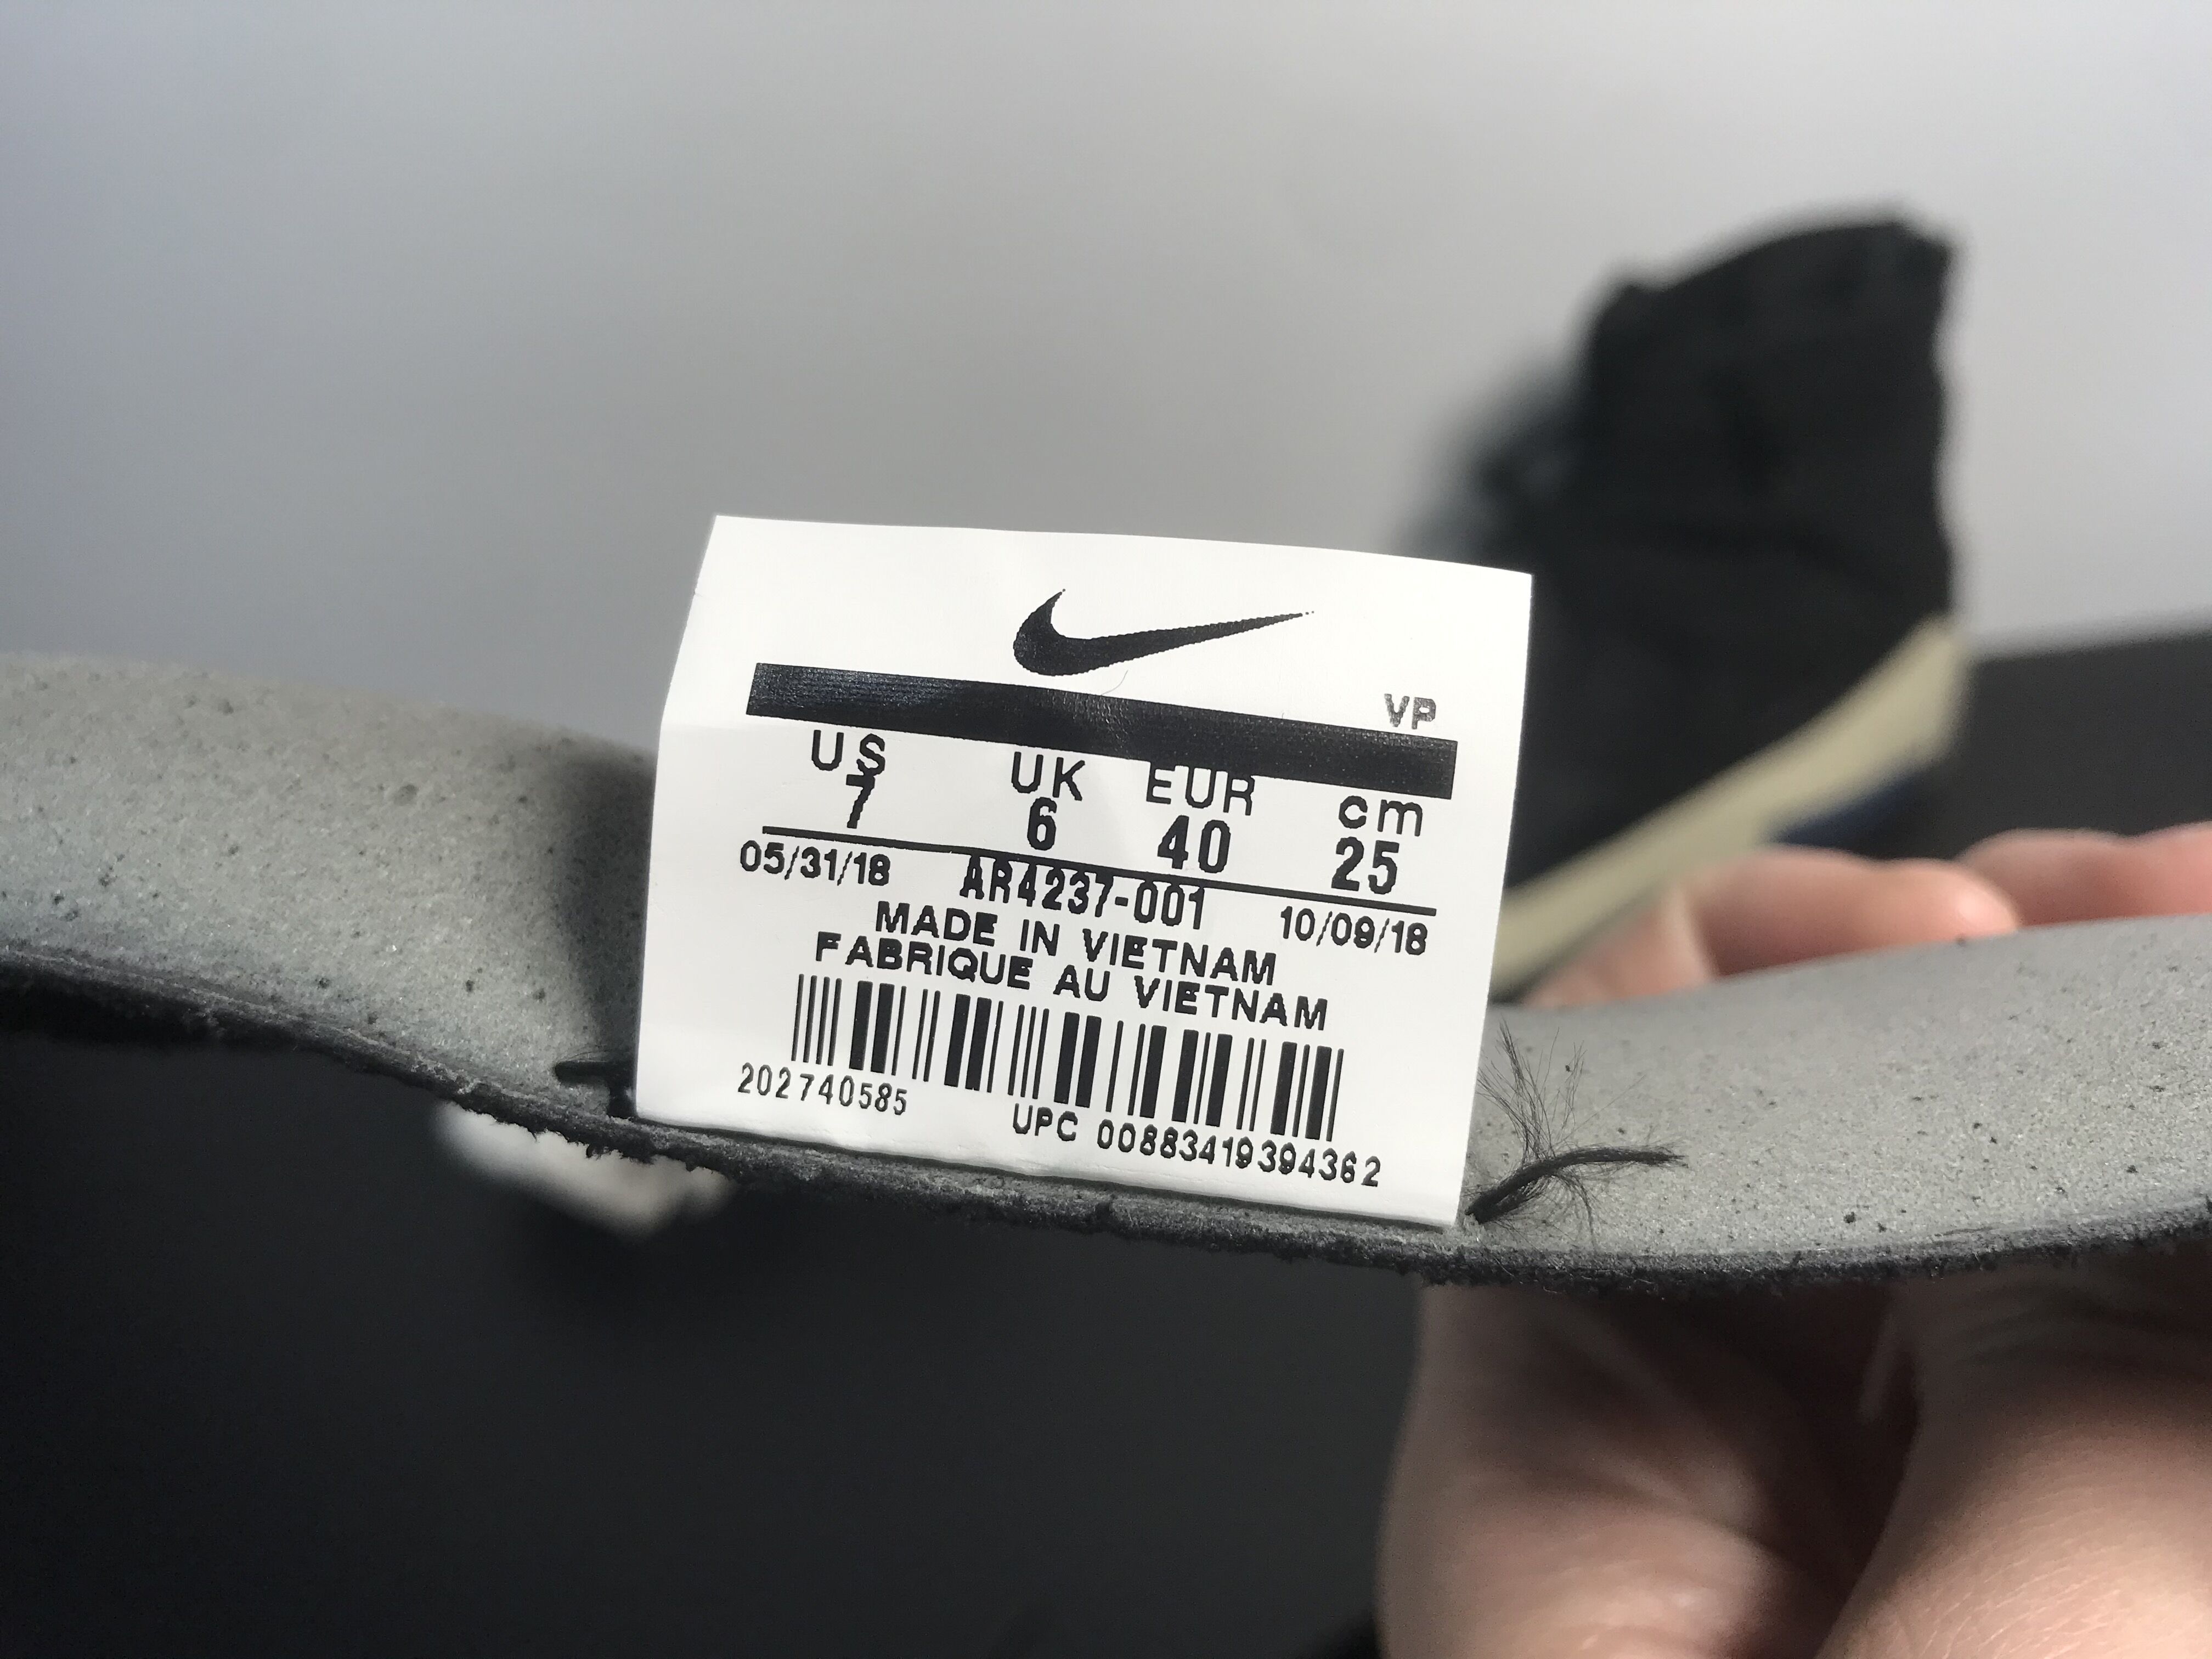 VP
US UK EUR cm
7 6 40 25
05/31/18 AR4237-001 10/09/18
MADE IN VIETNAM
FABRIQUE AU VIETNAM
202740585 UPC 00883419394362